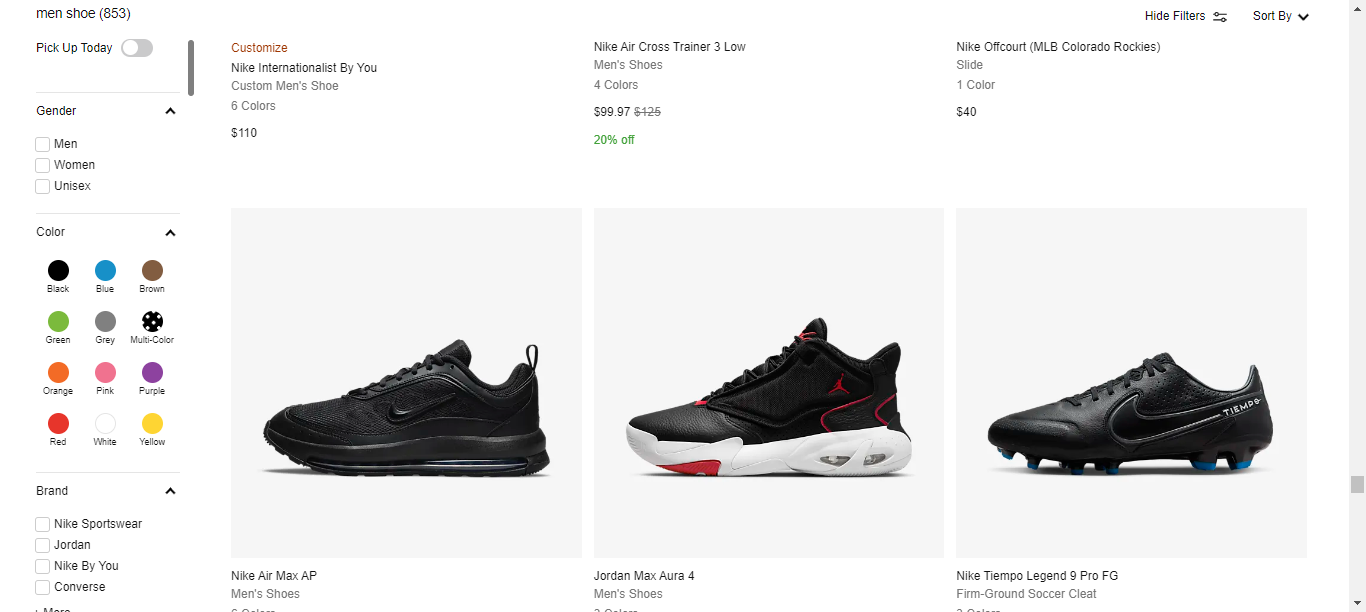 men shoe (853)
Hide Filters
Sort By
Pick Up Today
Gender
Men
Women
Unisex
Color
Black
Blue
Brown
Green
Grey
Multi-Color
Orange
Pink
Purple
Red
White
Yellow
Brand
Nike Sportswear
Jordan
Nike By You
Converse
+ More
Customize
Nike Internationalist By You
Custom Men's Shoe
6 Colors
$110
Nike Air Cross Trainer 3 Low
Men's Shoes
4 Colors
$99.97 $125
20% off
Nike Offcourt (MLB Colorado Rockies)
Slide
1 Color
$40
TIEMPO
Nike Air Max AP
Men's Shoes
6 Colors
Jordan Max Aura 4
Men's Shoes
Nike Tiempo Legend 9 Pro FG
Firm-Ground Soccer Cleat